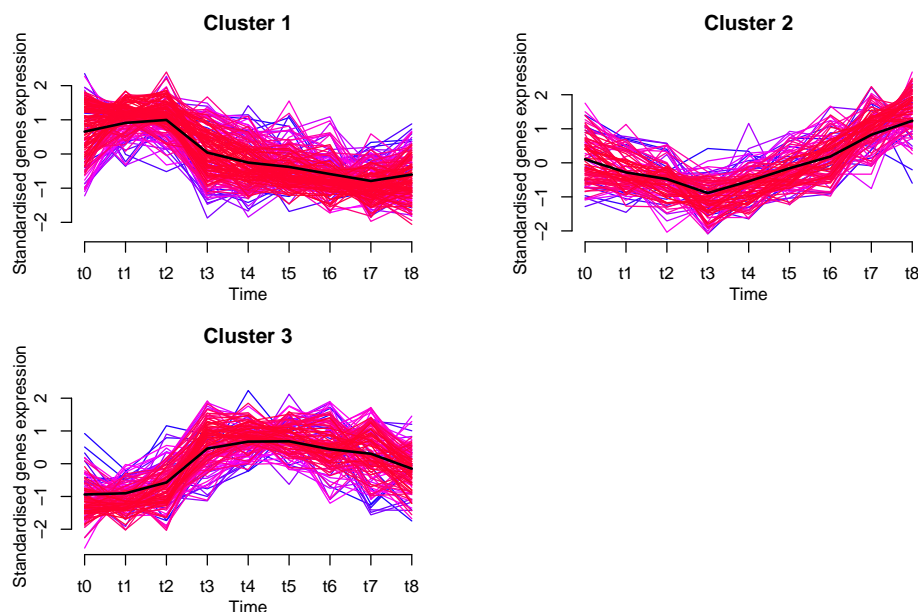 Cluster 1
Standardised genes expression
2
1
0
−1
−2
t0 t1 t2 t3 t4 t5 t6 t7 t8
Time
Cluster 2
Standardised genes expression
2
1
0
−1
−2
t0 t1 t2 t3 t4 t5 t6 t7 t8
Time
Cluster 3
Standardised genes expression
2
1
0
−1
−2
t0 t1 t2 t3 t4 t5 t6 t7 t8
Time